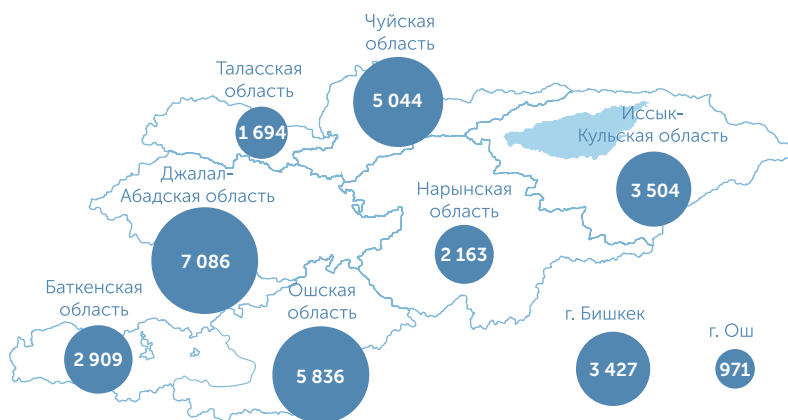 Чуйская
область
5 044
Таласская
область
1 694
Иссык-
Кульская область
3 504
Джалал-
Абадская область
7 086
Нарынская
область
2 163
Баткенская
область
2 909
Ошская
область
5 836
г. Бишкек
3 427
г. Ош
971